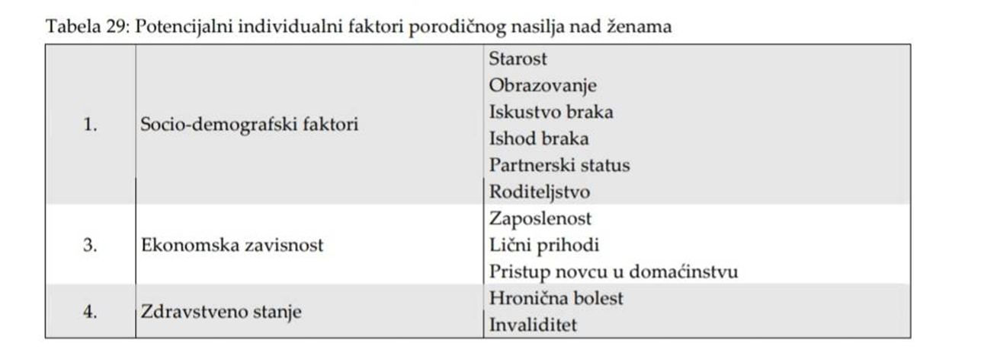 Tabela 29: Potencijalni individualni faktori porodičnog nasilja nad ženama
1.
Socio-demografski faktori
Starost
Obrazovanje
Iskustvo braka
Ishod braka
Partnerski status
Roditeljstvo
3.
Ekonomska zavisnost
Zaposlenost
Lični prihodi
Pristup novcu u domaćinstvu
4.
Zdravstveno stanje
Hronična bolest
Invaliditet